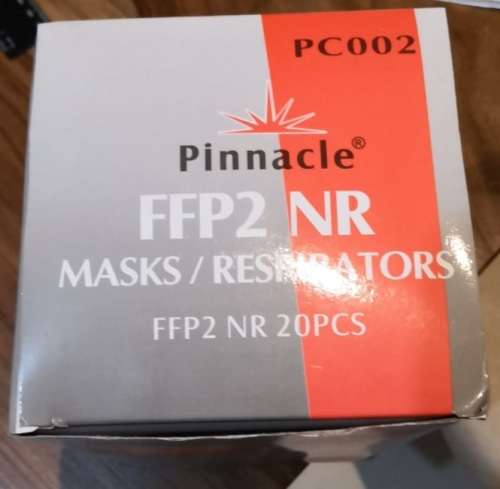 PC002
Pinnacle®
FFP2 NR
MASKS / RESPIRATORS
FFP2 NR 20PCS